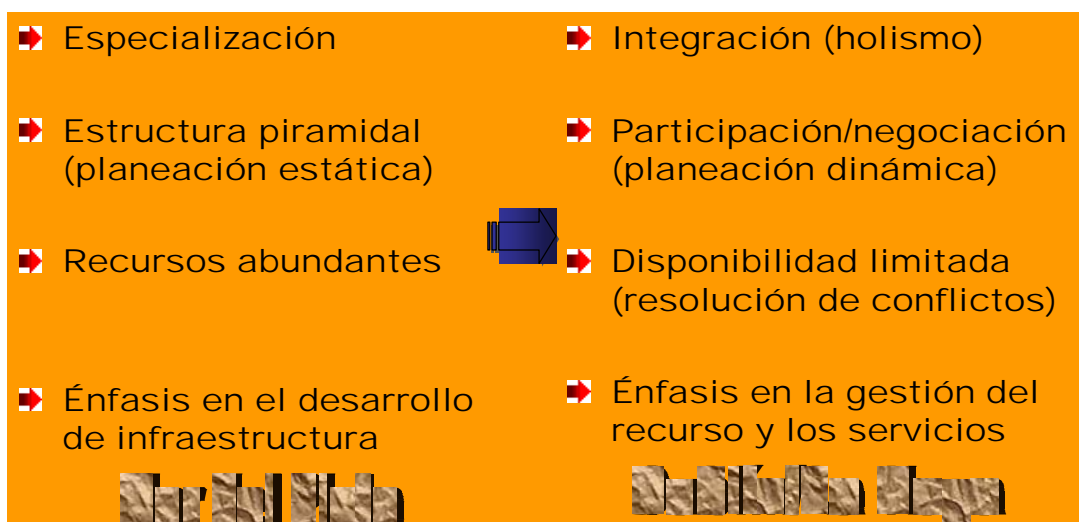 Especialización
Estructura piramidal
(planeación estática)
Recursos abundantes
Énfasis en el desarrollo
de infraestructura
Integración (holismo)
Participación/negociación
(planeación dinámica)
Disponibilidad limitada
(resolución de conflictos)
Énfasis en la gestión del
recurso y los servicios